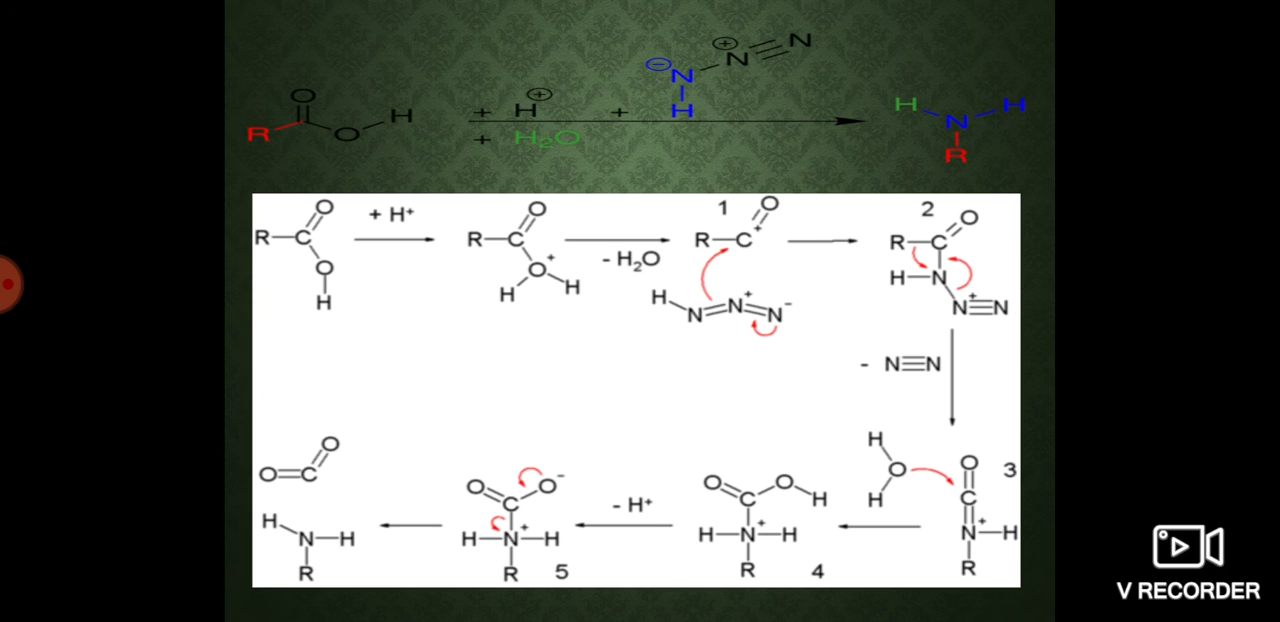 O
R O H
+ H⊕ +
⊖ N ⊕ N N
H
+ H₂O
H H
N
R
O
R C
O
H
+ H⁺
O
R C
O⁺
H H
- H₂O
1
O
R C⁺
H
N N⁺ N⁻
2
O
R C
H N
N⁺ N
- N N
3
O
C
N⁺ H
R
H
O
H
4
O O H
C
H N⁺ H
R
- H⁺
5
O O⁻
C
H N⁺ H
R
O
O C
H
N H
R
V RECORDER